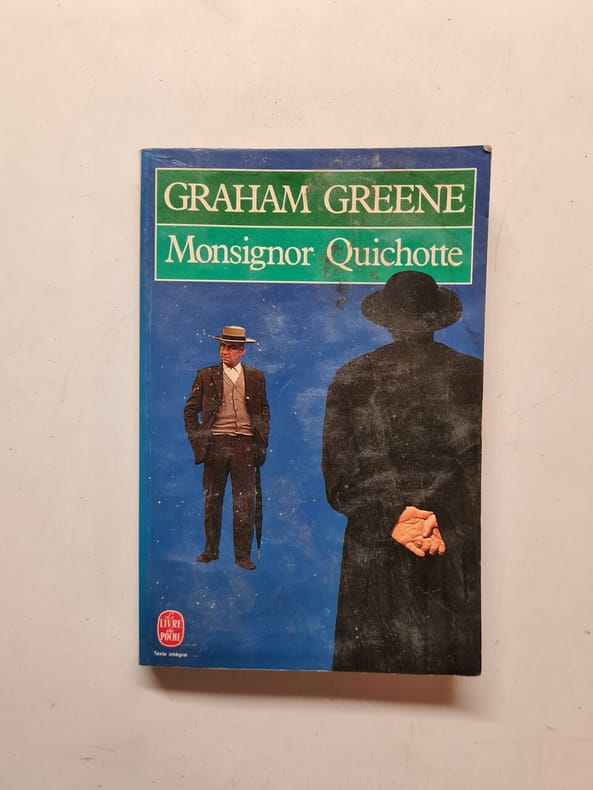 GRAHAM GREENE
Monsignor Quichotte
Le
LIVRE
de
POCHE
Texte intégral